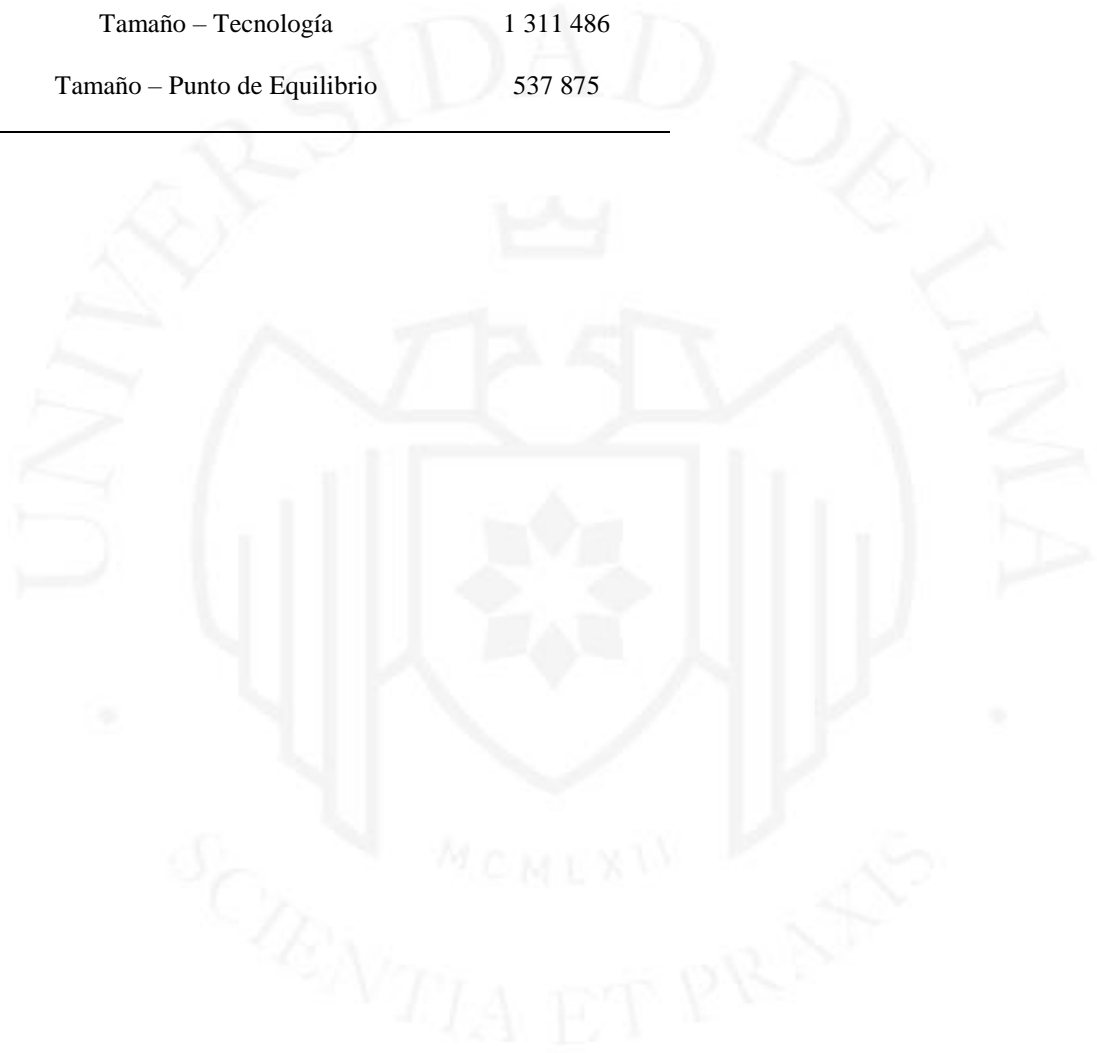 Tamaño – Tecnología 1 311 486
Tamaño – Punto de Equilibrio 537 875
UNIVERSIDAD DE LIMA
MCMLXII
SCIENTIA ET PRAXIS